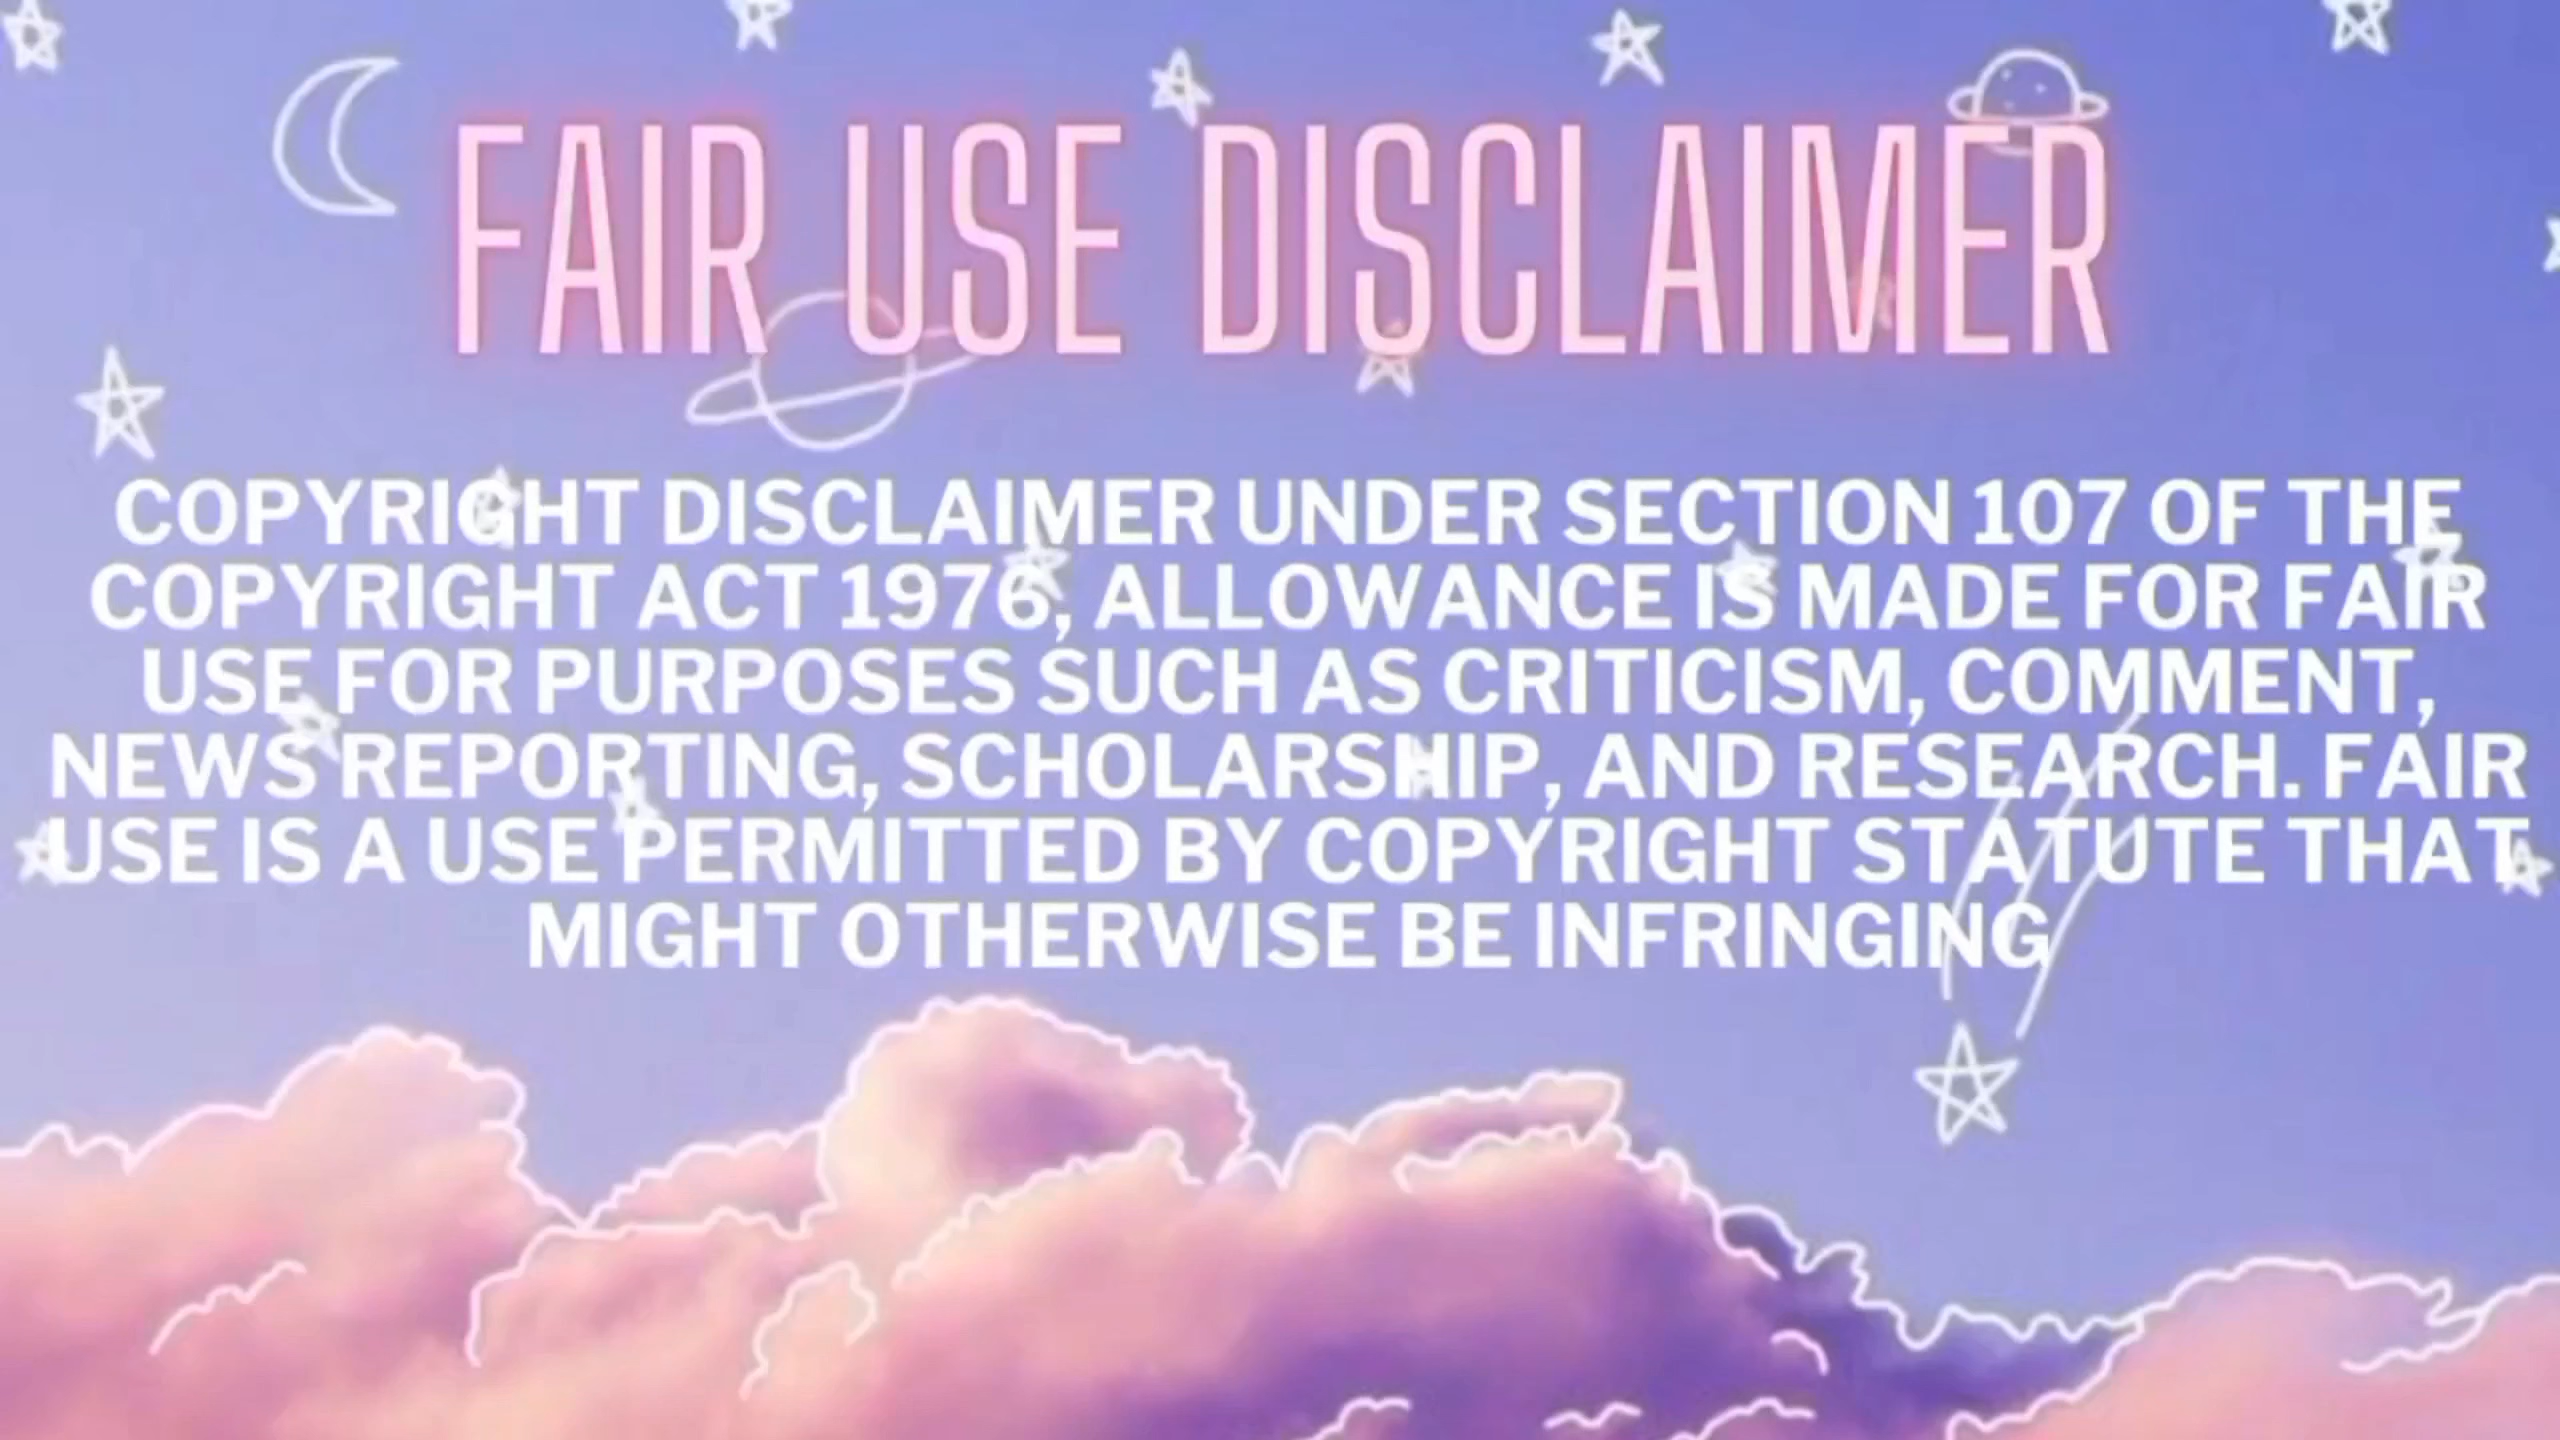 FAIR USE DISCLAIMER
COPYRIGHT DISCLAIMER UNDER SECTION 107 OF THE
COPYRIGHT ACT 1976, ALLOWANCE IS MADE FOR FAIR
USE FOR PURPOSES SUCH AS CRITICISM, COMMENT,
NEWS REPORTING, SCHOLARSHIP, AND RESEARCH. FAIR
USE IS A USE PERMITTED BY COPYRIGHT STATUTE THAT
MIGHT OTHERWISE BE INFRINGING